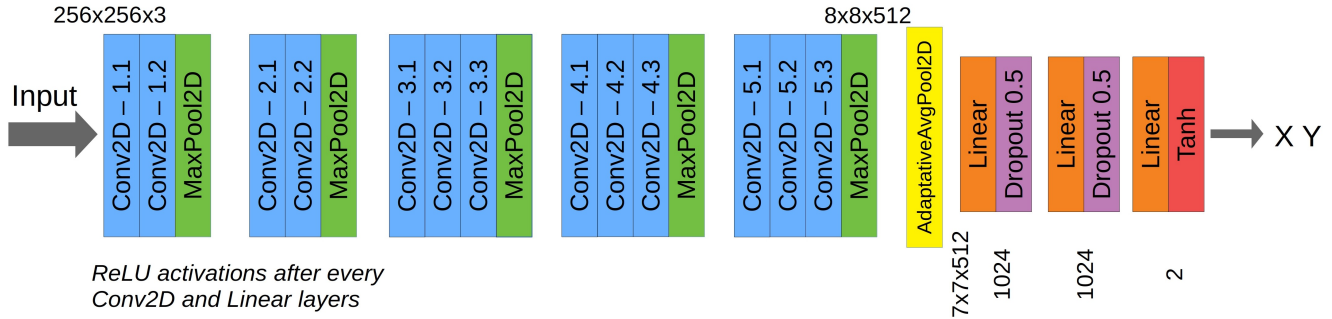 256x256x3
8x8x512
Input
Conv2D – 1.1
Conv2D – 1.2
MaxPool2D
Conv2D – 2.1
Conv2D – 2.2
MaxPool2D
Conv2D – 3.1
Conv2D – 3.2
Conv2D – 3.3
MaxPool2D
Conv2D – 4.1
Conv2D – 4.2
Conv2D – 4.3
MaxPool2D
Conv2D – 5.1
Conv2D – 5.2
Conv2D – 5.3
MaxPool2D
AdaptativeAvgPool2D
Linear
Dropout 0.5
Linear
Dropout 0.5
Linear
Tanh
X Y
7x7x512
1024
1024
2
ReLU activations after every
Conv2D and Linear layers